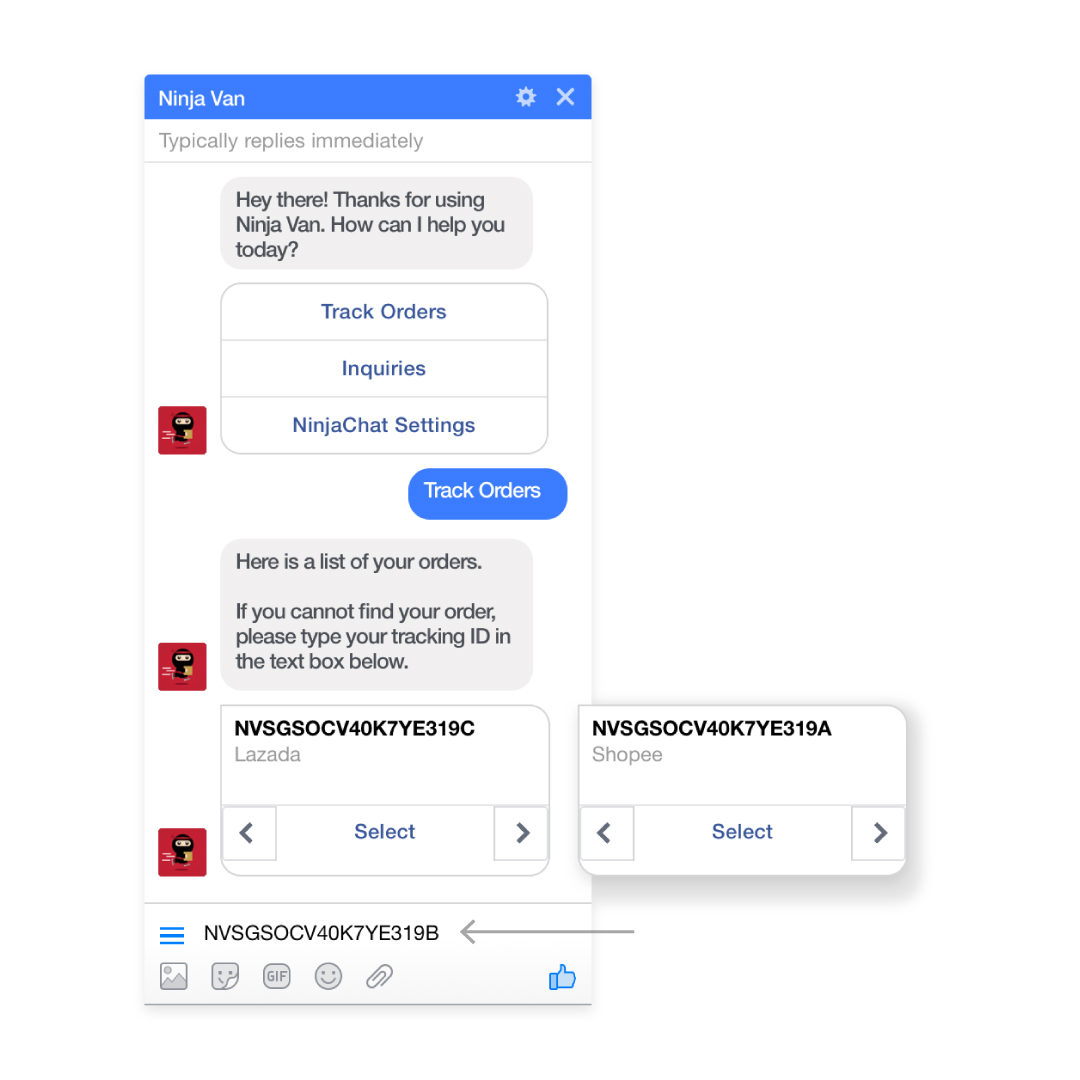 Ninja Van
Typically replies immediately
Hey there! Thanks for using
Ninja Van. How can I help you
today?
Track Orders
Inquiries
NinjaChat Settings
Track Orders
Here is a list of your orders.
If you cannot find your order,
please type your tracking ID in
the text box below.
NVSGSOCV40K7YE319C
Lazada
Select
NVSGSOCV40K7YE319A
Shopee
Select
NVSGSOCV40K7YE319B
GIF